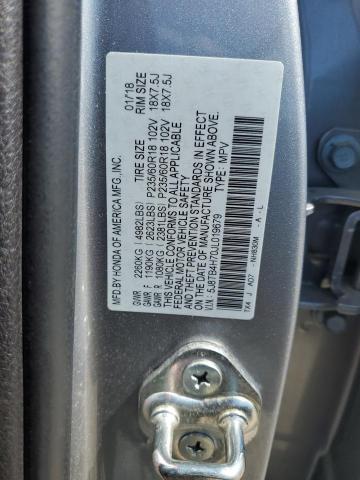 MFD.BY HONDA OF AMERICA MFG.,INC. 01/18
TIRE SIZE RIM SIZE
GVWR 2260KG ( 4982LBS) P235/60R18 102V 18X7.5J
GAWR F 1190KG ( 2623LBS) P235/60R18 102V 18X7.5J
GAWR R 1080KG ( 2381LBS)
THIS VEHICLE CONFORMS TO ALL APPLICABLE
FEDERAL MOTOR VEHICLE SAFETY
AND THEFT PREVENTION STANDARDS IN EFFECT
ON THE DATE OF MANUFACTURE SHOWN ABOVE.
V.I.N.: 5J8TB4H70JL019679 TYPE: MPV
TX4 J A07 NH830M - A - L